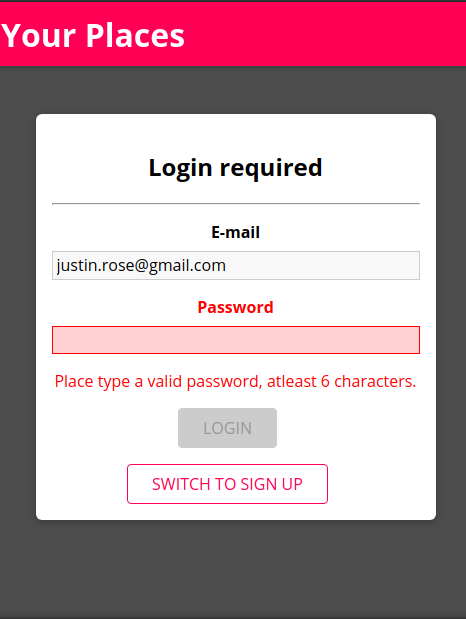 Your Places
Login required
E-mail
justin.rose@gmail.com
Password
Place type a valid password, atleast 6 characters.
LOGIN
SWITCH TO SIGN UP